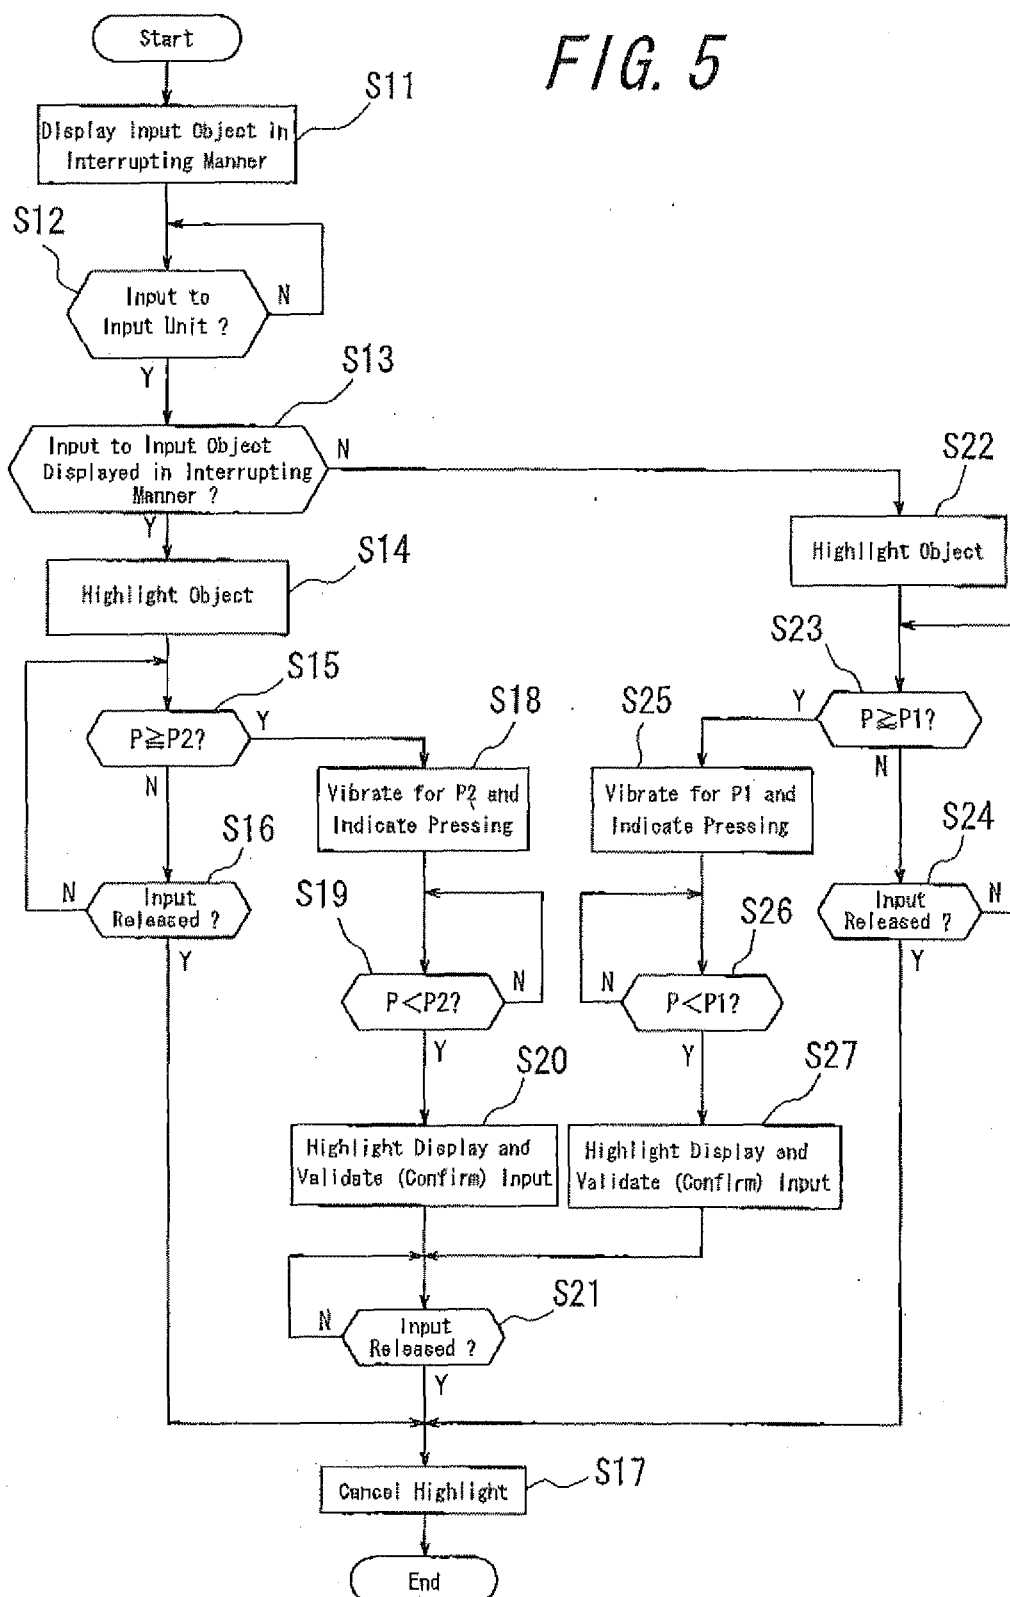 FIG. 5
Start
S11
Display Input Object in
Interrupting Manner
S12
Input to
Input Unit ?
N
Y
S13
Input to Input Object
Displayed in Interrupting
Manner ?
N
Y
S14
Highlight Object
S22
Highlight Object
S15
P≧P2?
Y
N
S16
Input
Released ?
N
Y
S18
Vibrate for P2 and
Indicate Pressing
S19
P<P2?
N
Y
S20
Highlight Display and
Validate (Confirm) Input
S23
P≧P1?
Y
N
S24
Input
Released ?
N
Y
S25
Vibrate for P1 and
Indicate Pressing
S26
P<P1?
N
Y
S27
Highlight Display and
Validate (Confirm) Input
S21
Input
Released ?
N
Y
S17
Cancel Highlight
End